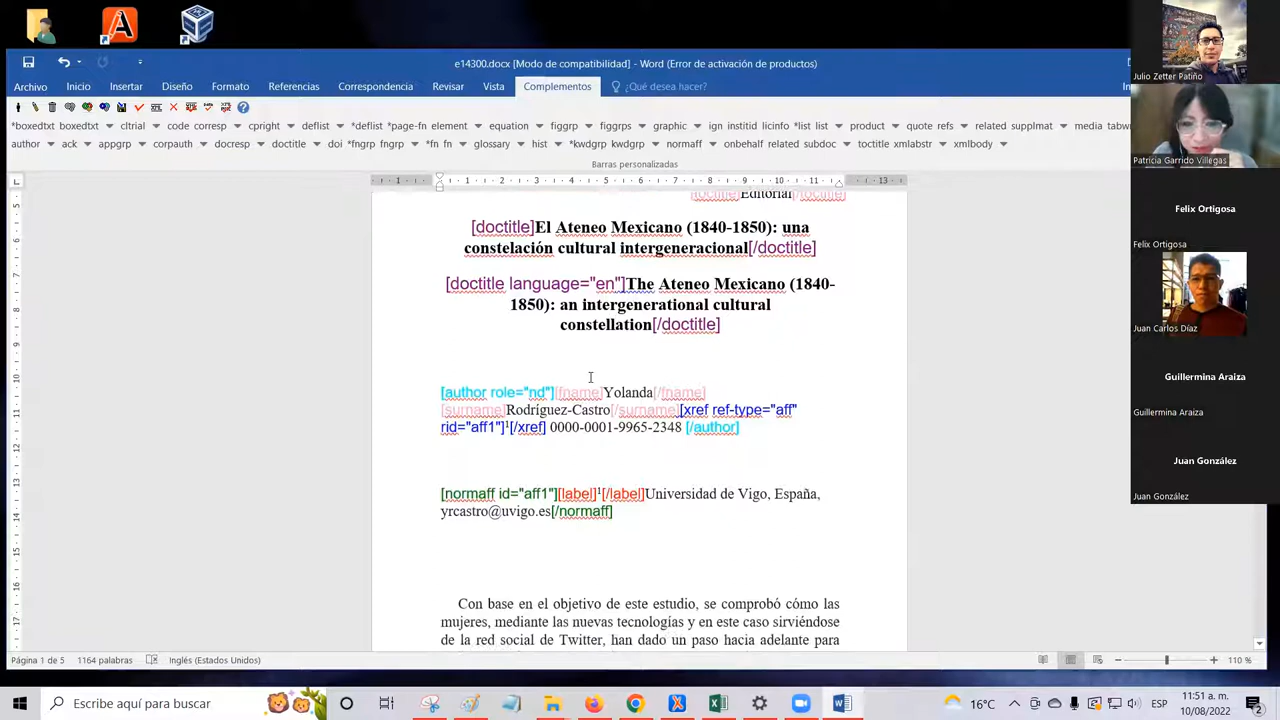 e14300.docx [Modo de compatibilidad] - Word (Error de activación de productos)
Julio Zetter Patiño
Archivo Inicio Insertar Diseño Formato Referencias Correspondencia Revisar Vista Complementos ¿Qué desea hacer?
*boxedtxt boxedtxt cltrial code corresp cpright deflist *deflist *page-fn element equation figgrp figgrps graphic ign institid licinfo *list list product quote refs related supplmat media tabw
author ack appgrp corpauth docresp doctitle doi *fngrp fngrp *fn fn glossary hist *kwdgrp kwdgrp normaff onbehalf related subdoc toctitle xmlabstr xmlbody
Barras personalizadas
Patricia Garrido Villegas
[toctitle]Editorial[/toctitle]
[doctitle]El Ateneo Mexicano (1840-1850): una
constelación cultural intergeneracional[/doctitle]
[doctitle language="en"]The Ateneo Mexicano (1840-
1850): an intergenerational cultural
constellation[/doctitle]
[author role="nd"][fname]Yolanda[/fname]
[surname]Rodríguez-Castro[/surname][xref ref-type="aff"
rid="aff1"]1[/xref] 0000-0001-9965-2348 [/author]
[normaff id="aff1"][label]1[/label]Universidad de Vigo, España,
yrcastro@uvigo.es[/normaff]
Con base en el objetivo de este estudio, se comprobó cómo las
mujeres, mediante las nuevas tecnologías y en este caso sirviéndose
de la red social de Twitter, han dado un paso hacia adelante para
Felix Ortigosa
Felix Ortigosa
Juan Carlos Díaz
Guillermina Araiza
Guillermina Araiza
Juan González
Juan González
Página 1 de 5 1164 palabras Inglés (Estados Unidos) 110 %
Escribe aquí para buscar
16°C
ESP
11:51 a. m.
10/08/2022
2